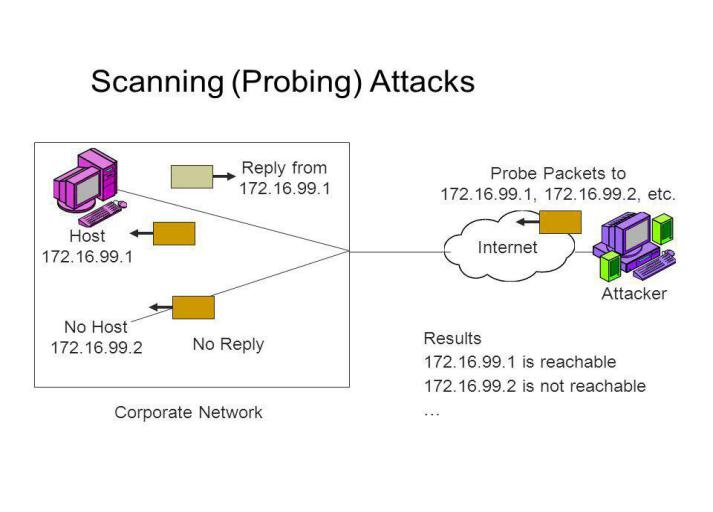 Scanning (Probing) Attacks
Reply from
172.16.99.1
Probe Packets to
172.16.99.1, 172.16.99.2, etc.
Host
172.16.99.1
Internet
Attacker
No Host
172.16.99.2
No Reply
Results
172.16.99.1 is reachable
172.16.99.2 is not reachable
…
Corporate Network